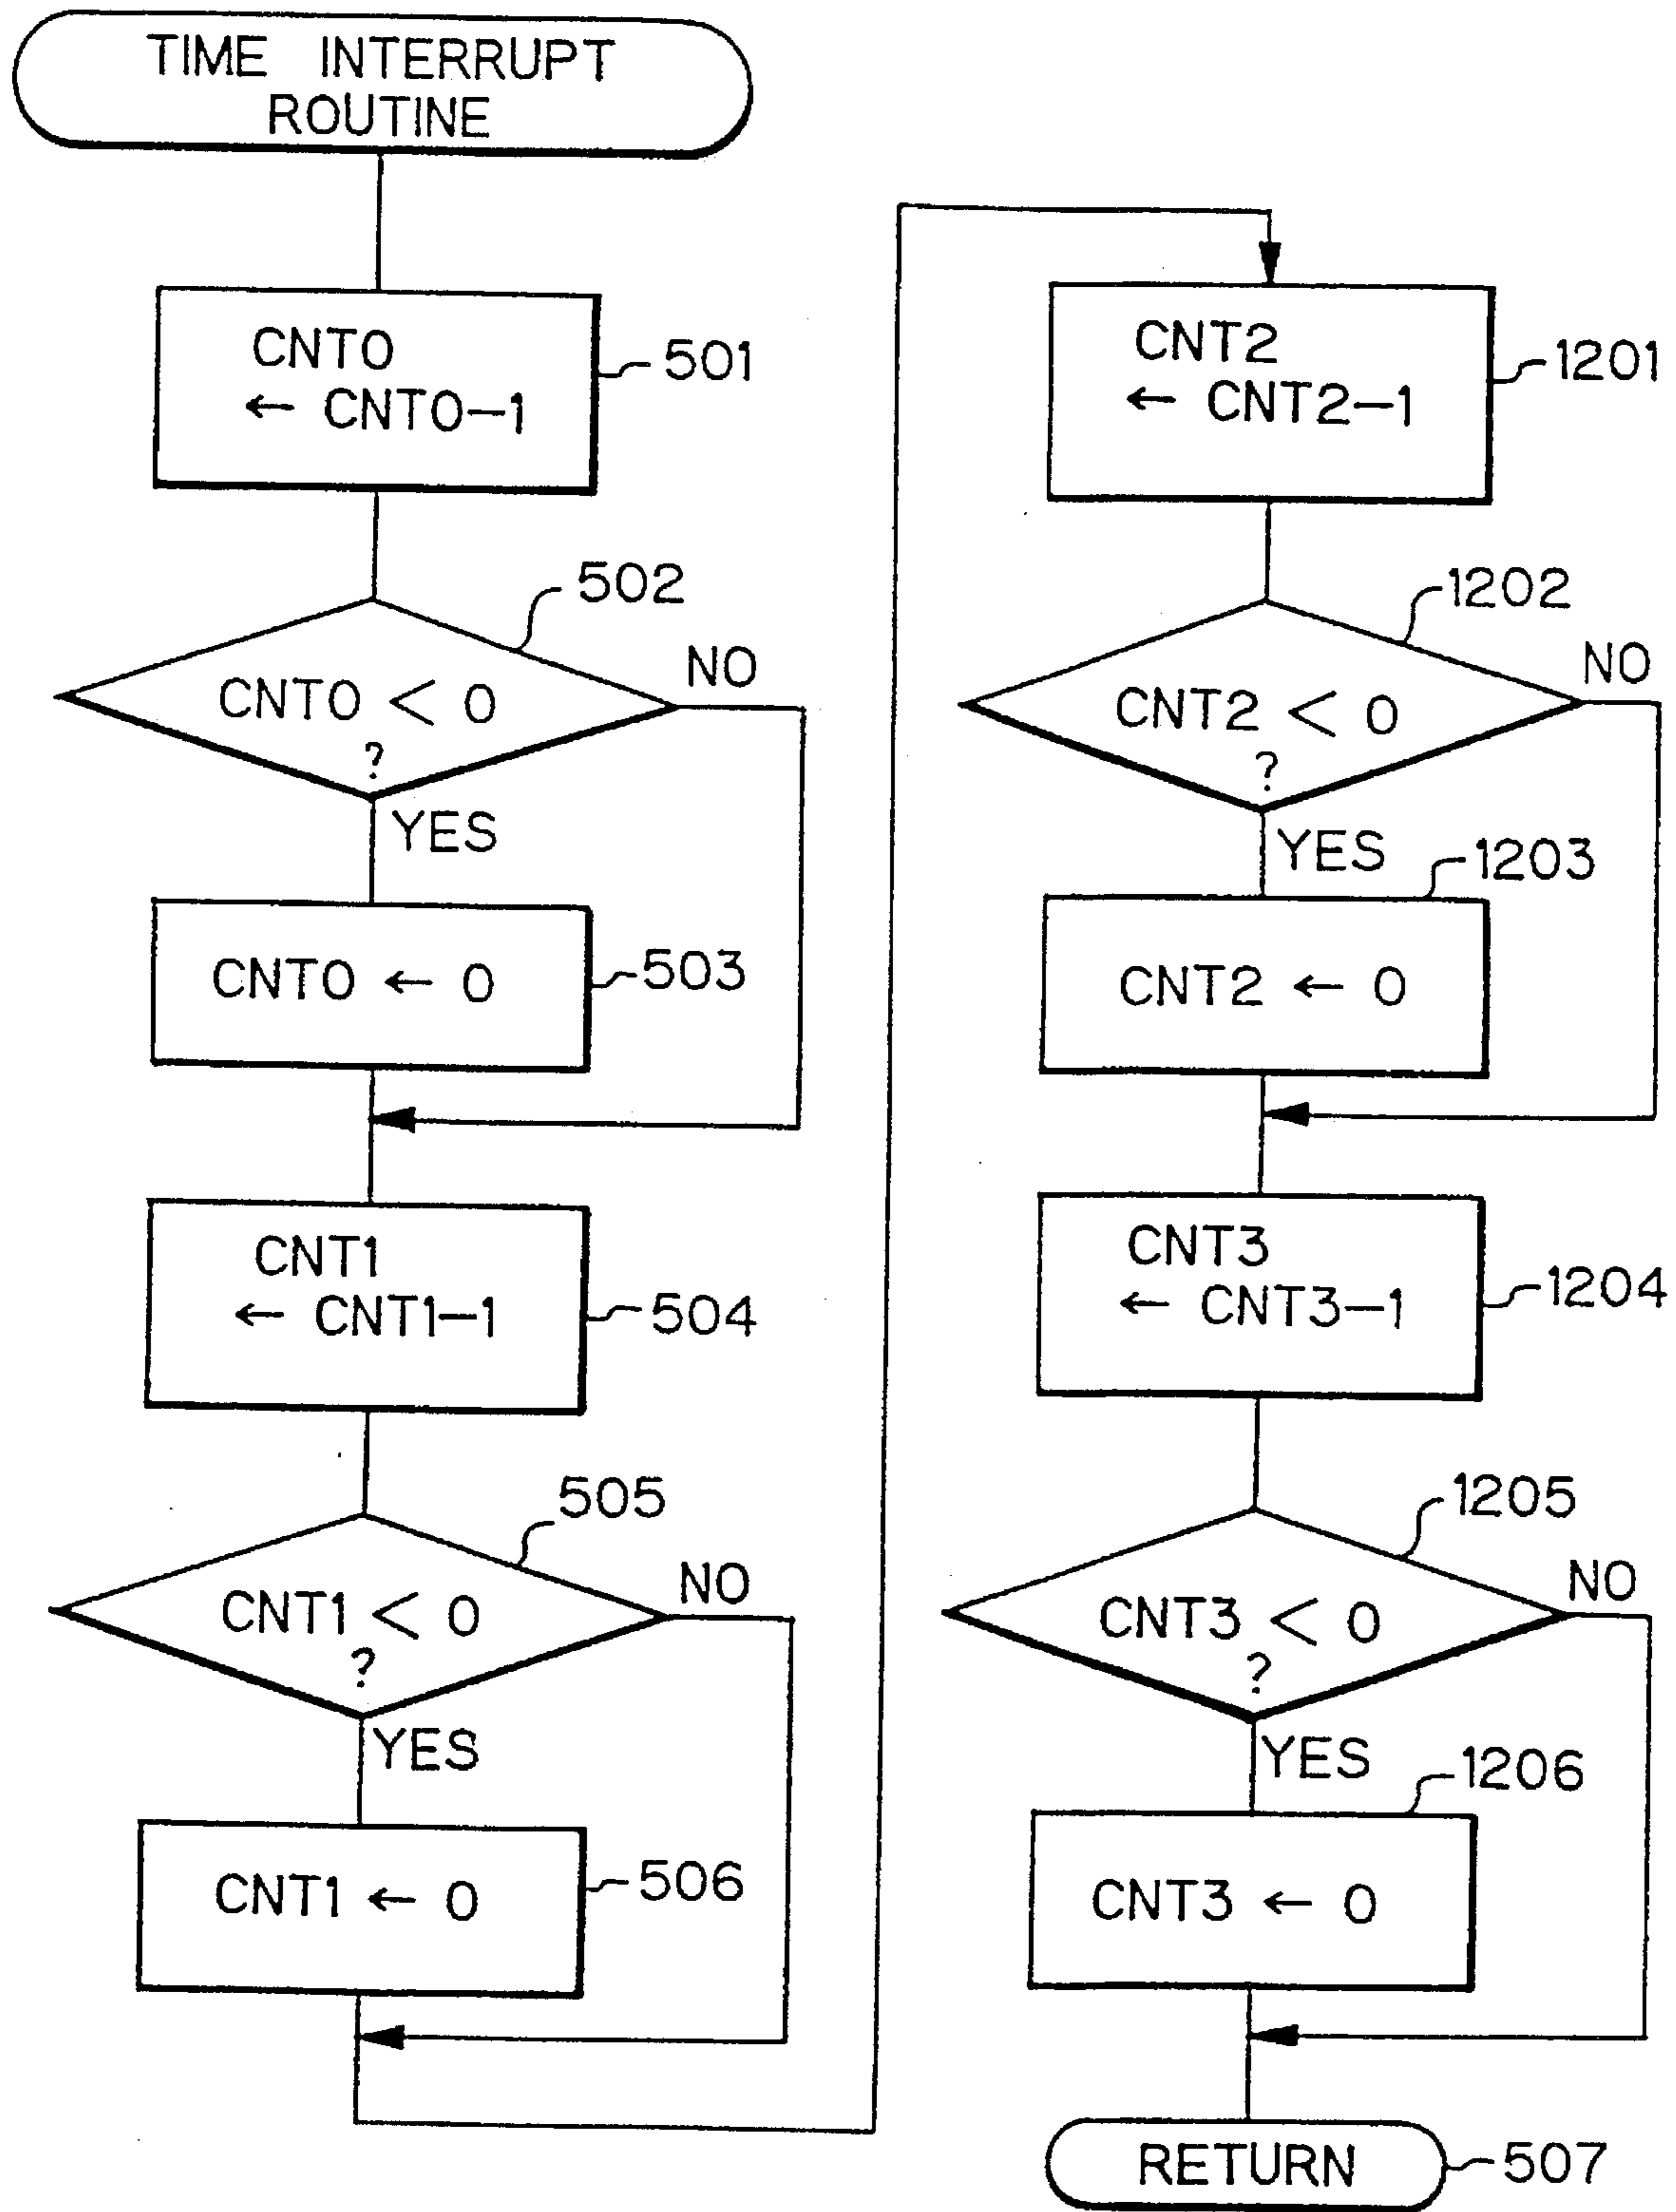 TIME INTERRUPT
ROUTINE
CNT0
← CNT0-1
501
502
CNT0 < 0
?
NO
YES
CNT0 ← 0
503
CNT1
← CNT1-1
504
505
CNT1 < 0
?
NO
YES
CNT1 ← 0
506
CNT2
← CNT2-1
1201
1202
CNT2 < 0
?
NO
YES
1203
CNT2 ← 0
CNT3
← CNT3-1
1204
1205
CNT3 < 0
?
NO
YES
1206
CNT3 ← 0
RETURN
507